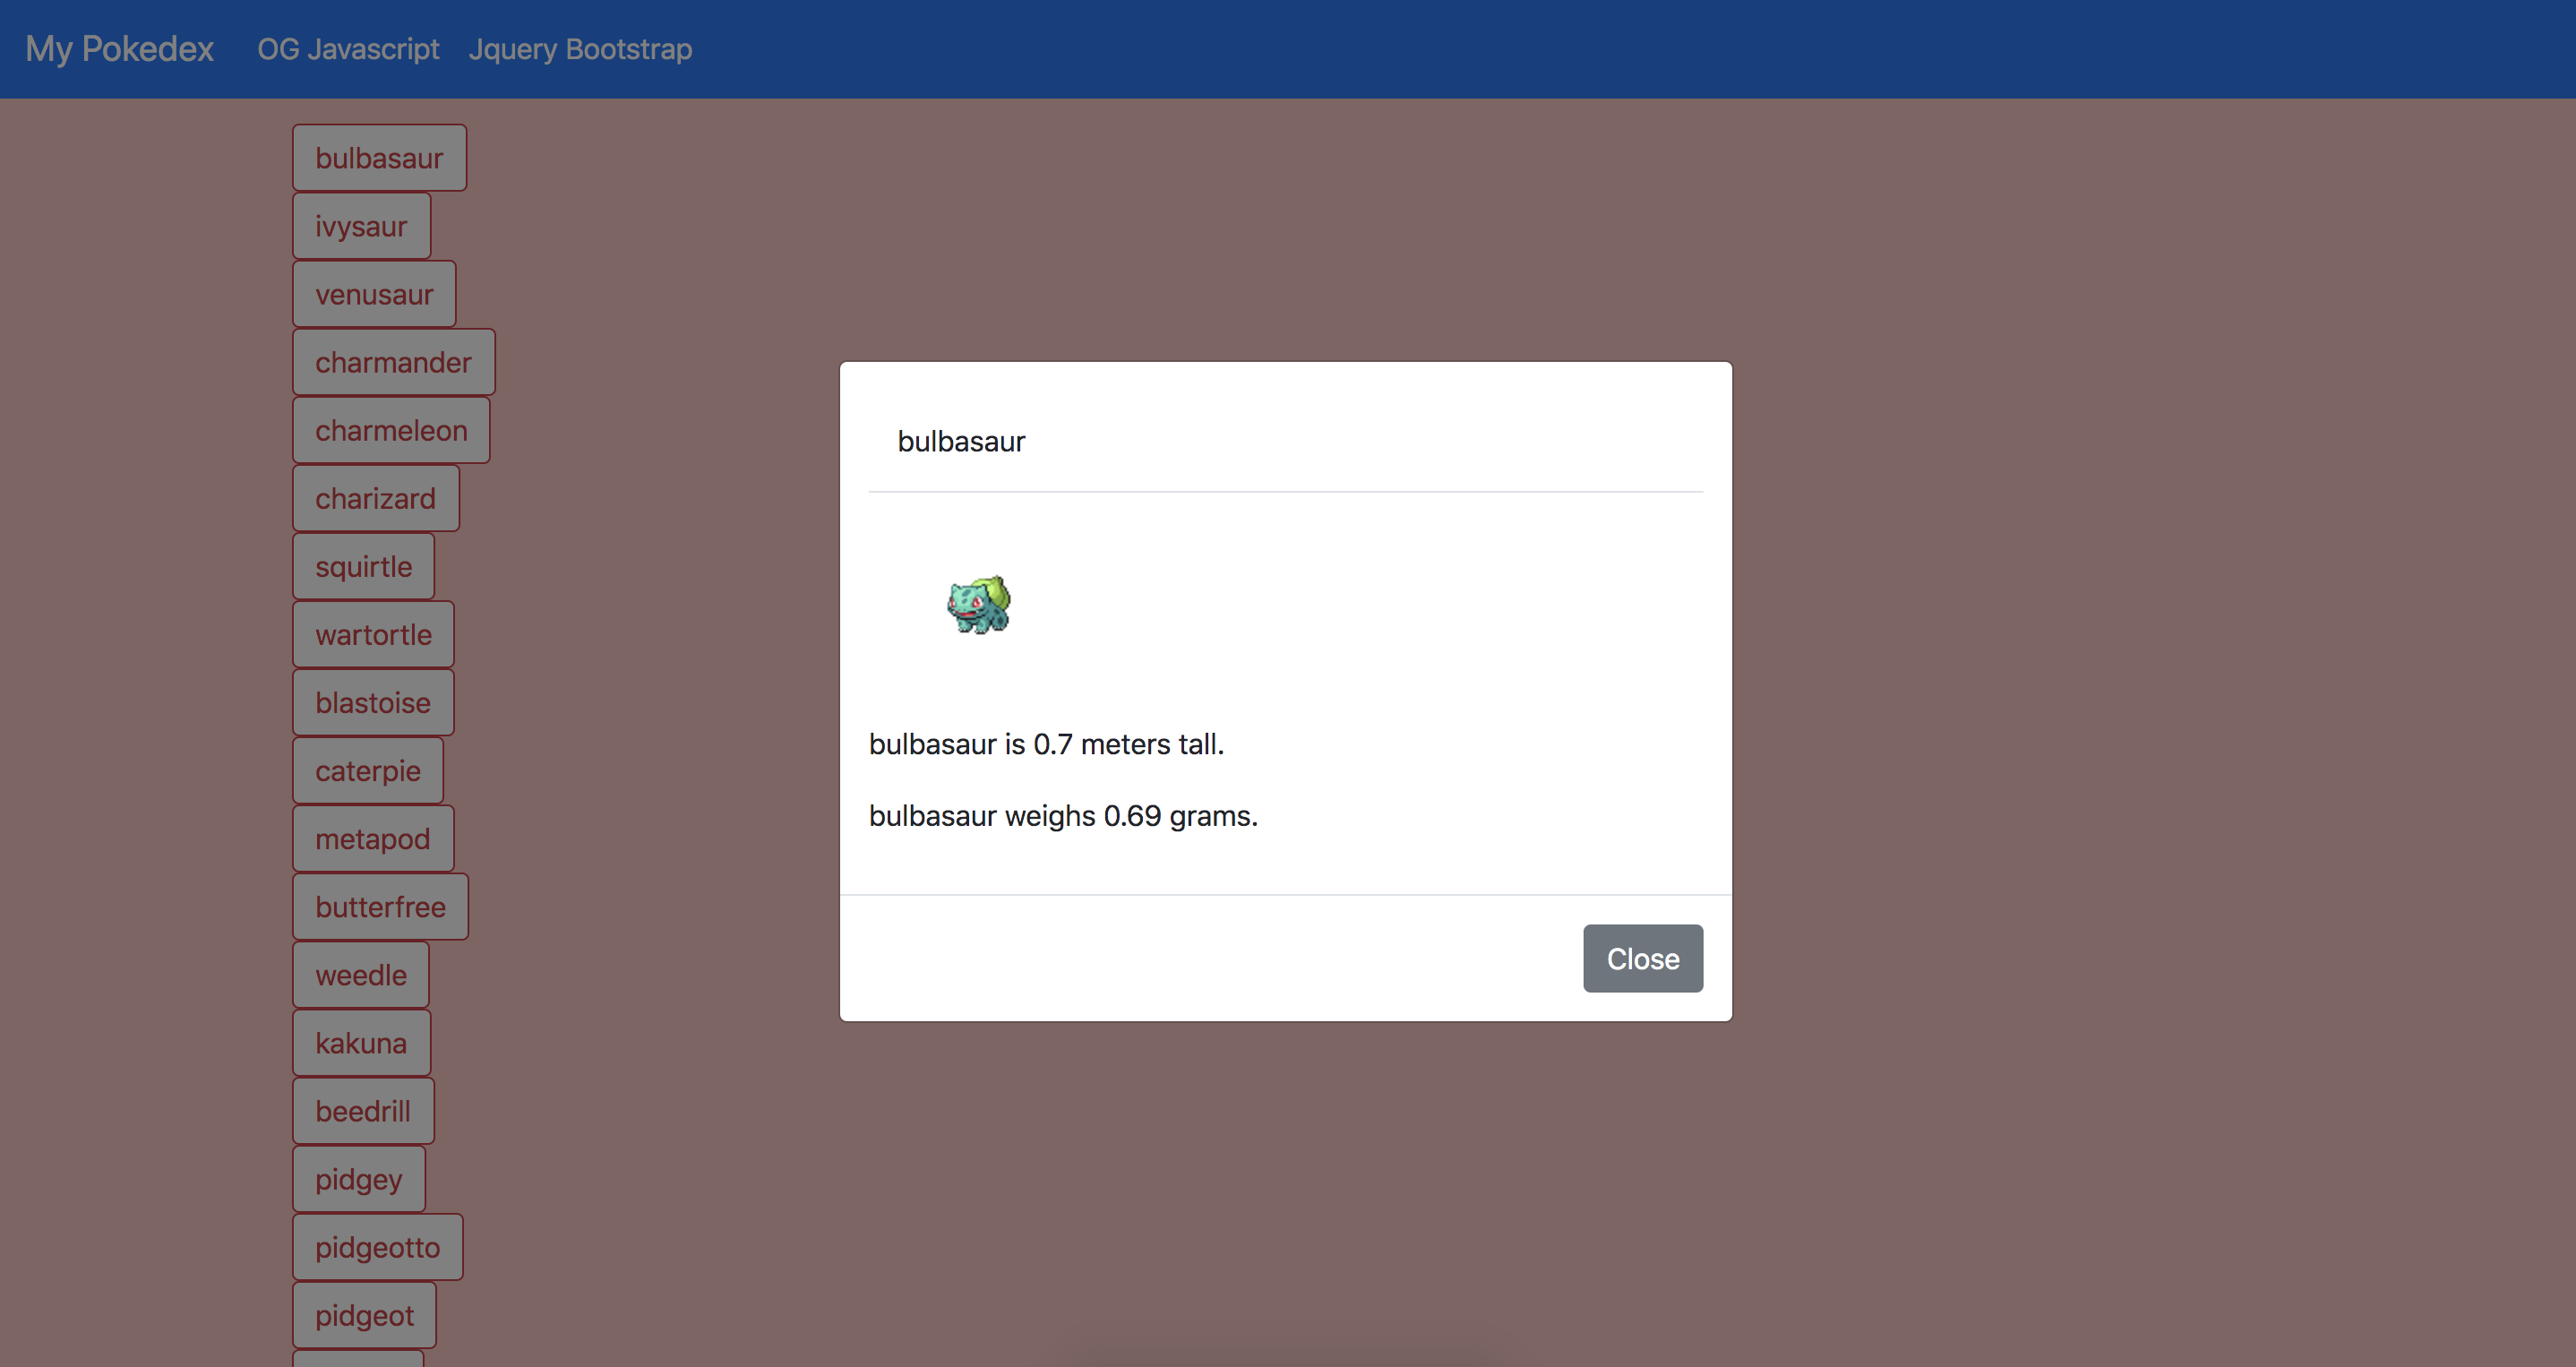 My Pokedex OG Javascript Jquery Bootstrap
bulbasaur
ivysaur
venusaur
charmander
charmeleon
charizard
squirtle
wartortle
blastoise
caterpie
metapod
butterfree
weedle
kakuna
beedrill
pidgey
pidgeotto
pidgeot
bulbasaur
bulbasaur is 0.7 meters tall.
bulbasaur weighs 0.69 grams.
Close